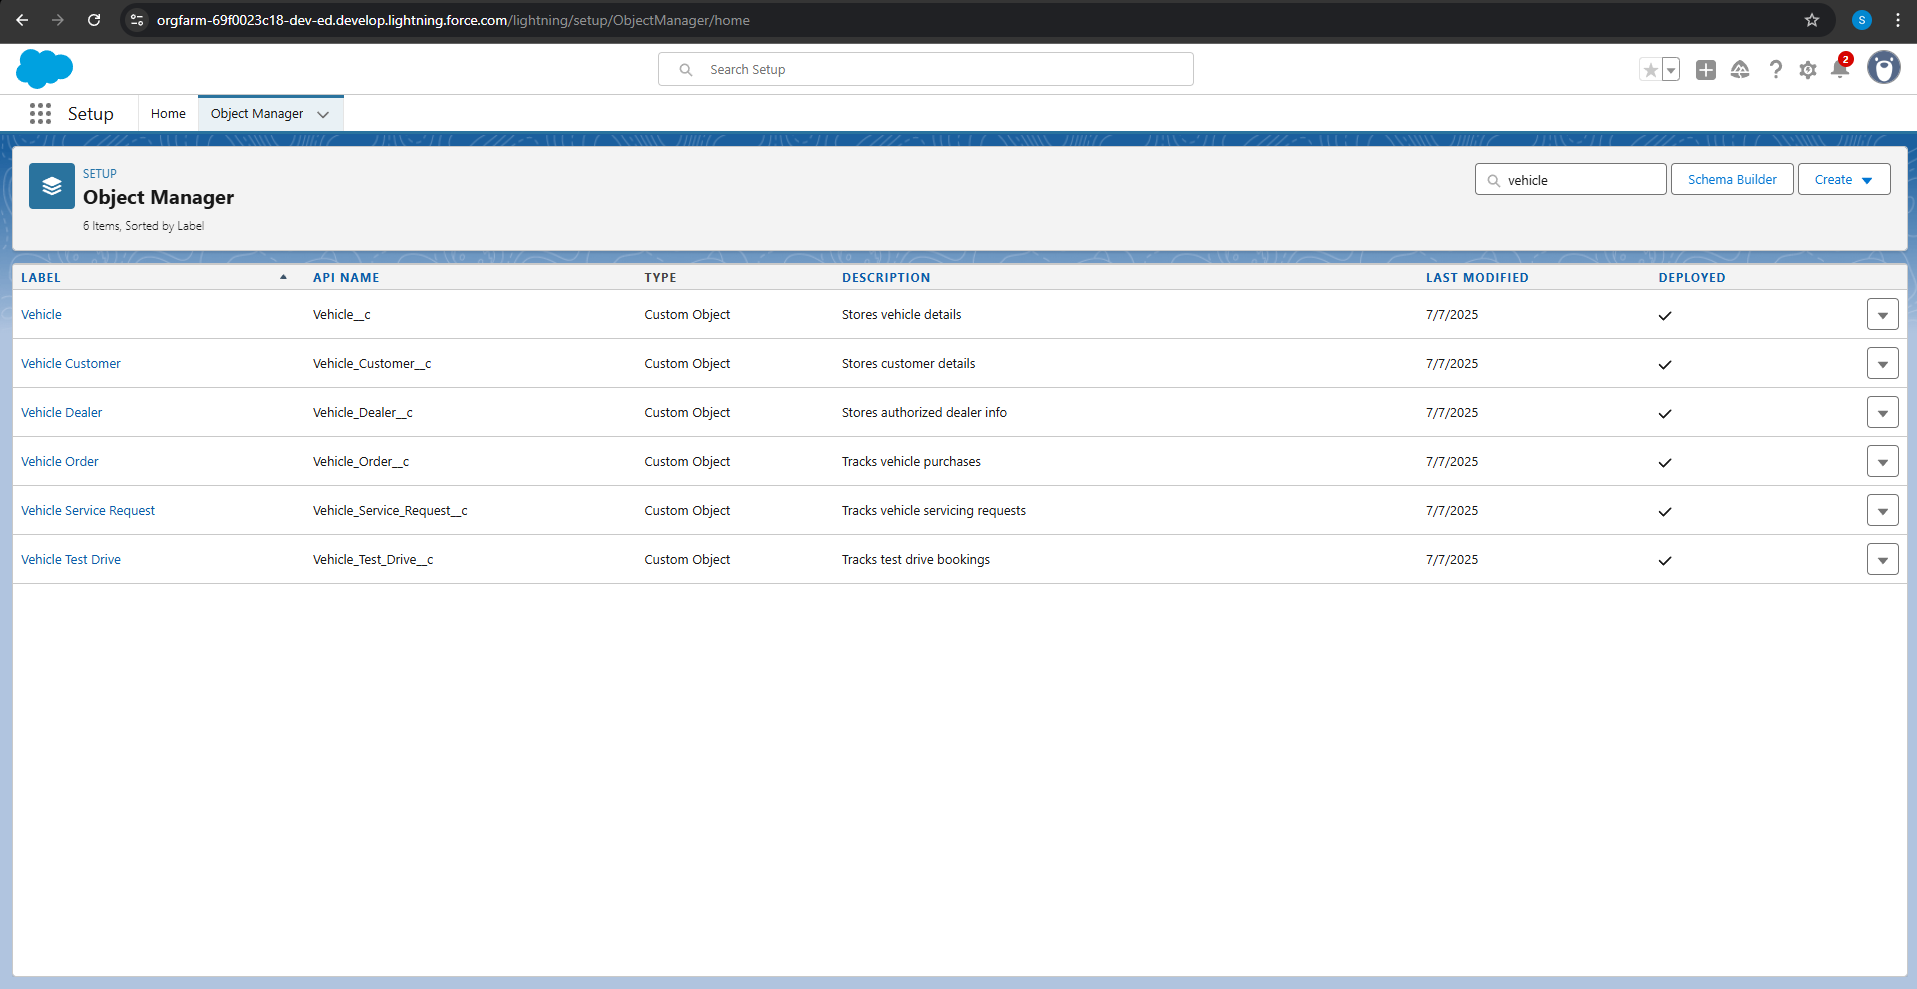 orgfarm-69f0023c18-dev-ed.develop.lightning.force.com/lightning/setup/ObjectManager/home
S
Search Setup
2
Setup
Home
Object Manager
SETUP
Object Manager
6 Items, Sorted by Label
vehicle
Schema Builder
Create
LABEL API NAME TYPE DESCRIPTION LAST MODIFIED DEPLOYED
Vehicle Vehicle__c Custom Object Stores vehicle details 7/7/2025
Vehicle Customer Vehicle_Customer__c Custom Object Stores customer details 7/7/2025
Vehicle Dealer Vehicle_Dealer__c Custom Object Stores authorized dealer info 7/7/2025
Vehicle Order Vehicle_Order__c Custom Object Tracks vehicle purchases 7/7/2025
Vehicle Service Request Vehicle_Service_Request__c Custom Object Tracks vehicle servicing requests 7/7/2025
Vehicle Test Drive Vehicle_Test_Drive__c Custom Object Tracks test drive bookings 7/7/2025